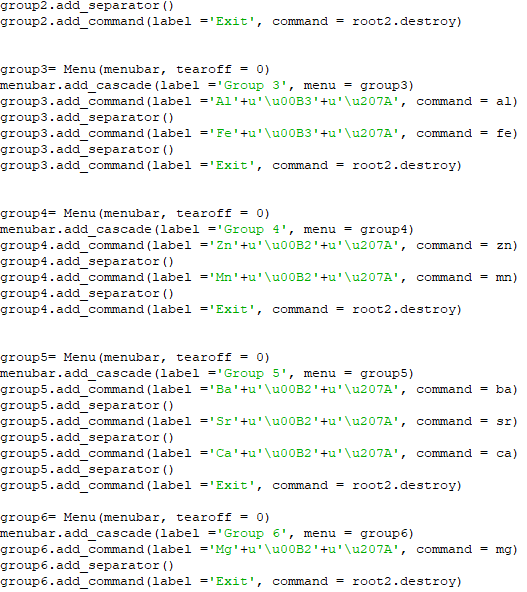 group2.add_separator()
group2.add_command(label ='Exit', command = root2.destroy)
group3= Menu(menubar, tearoff = 0)
menubar.add_cascade(label ='Group 3', menu = group3)
group3.add_command(label ='Al'+u'\u00B3'+u'\u207A', command = al)
group3.add_separator()
group3.add_command(label ='Fe'+u'\u00B3'+u'\u207A', command = fe)
group3.add_separator()
group3.add_command(label ='Exit', command = root2.destroy)
group4= Menu(menubar, tearoff = 0)
menubar.add_cascade(label ='Group 4', menu = group4)
group4.add_command(label ='Zn'+u'\u00B2'+u'\u207A', command = zn)
group4.add_separator()
group4.add_command(label ='Mn'+u'\u00B2'+u'\u207A', command = mn)
group4.add_separator()
group4.add_command(label ='Exit', command = root2.destroy)
group5= Menu(menubar, tearoff = 0)
menubar.add_cascade(label ='Group 5', menu = group5)
group5.add_command(label ='Ba'+u'\u00B2'+u'\u207A', command = ba)
group5.add_separator()
group5.add_command(label ='Sr'+u'\u00B2'+u'\u207A', command = sr)
group5.add_separator()
group5.add_command(label ='Ca'+u'\u00B2'+u'\u207A', command = ca)
group5.add_separator()
group5.add_command(label ='Exit', command = root2.destroy)
group6= Menu(menubar, tearoff = 0)
menubar.add_cascade(label ='Group 6', menu = group6)
group6.add_command(label ='Mg'+u'\u00B2'+u'\u207A', command = mg)
group6.add_separator()
group6.add_command(label ='Exit', command = root2.destroy)